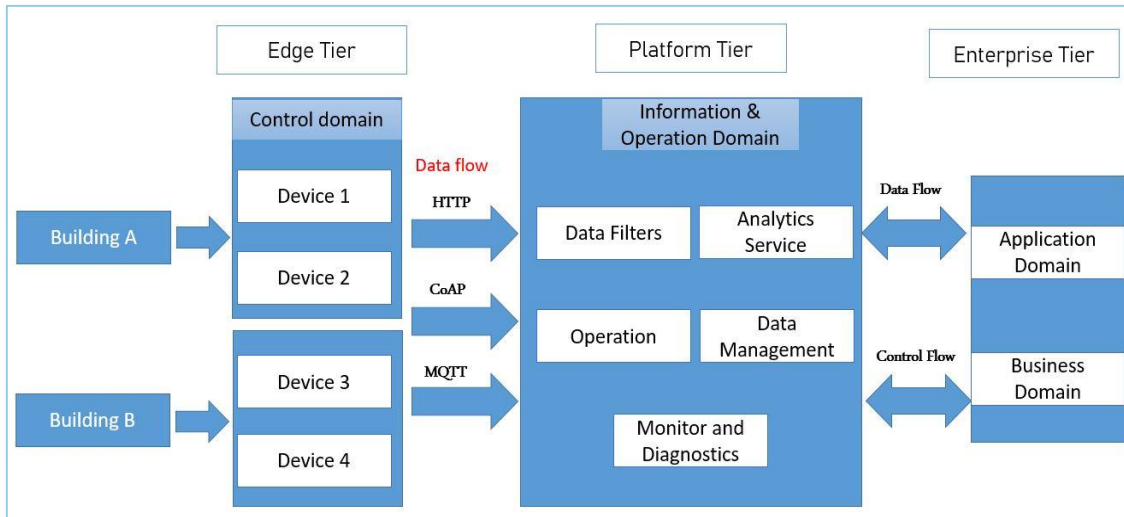 Edge Tier
Platform Tier
Enterprise Tier
Control domain
Information &
Operation Domain
Data flow
Device 1
HTTP
Data Flow
Building A
Data Filters
Analytics
Service
Application
Domain
Device 2
CoAP
Operation
Data
Management
Control Flow
Device 3
MQTT
Business
Domain
Building B
Monitor and
Diagnostics
Device 4